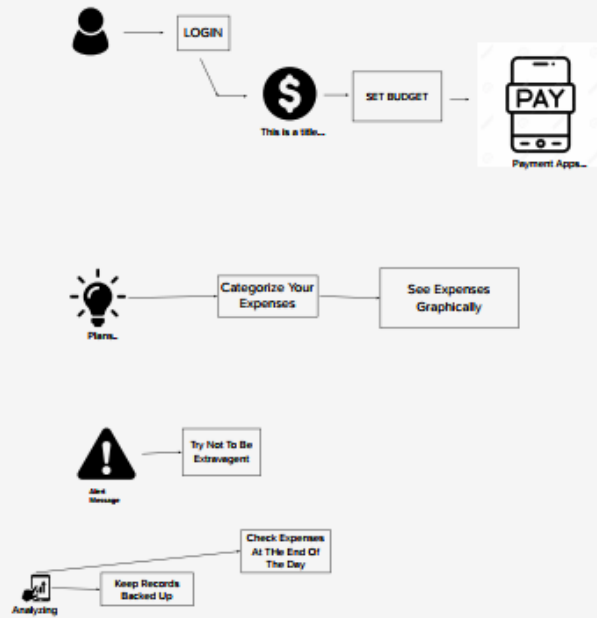 LOGIN
$
This is a title...
SET BUDGET
PAY
Payment Apps...
Categorize Your
Expenses
See Expenses
Graphically
Plans...
Try Not To Be
Extravagent
Alert
Message
Check Expenses
At THe End Of
The Day
Keep Records
Backed Up
Analyzing